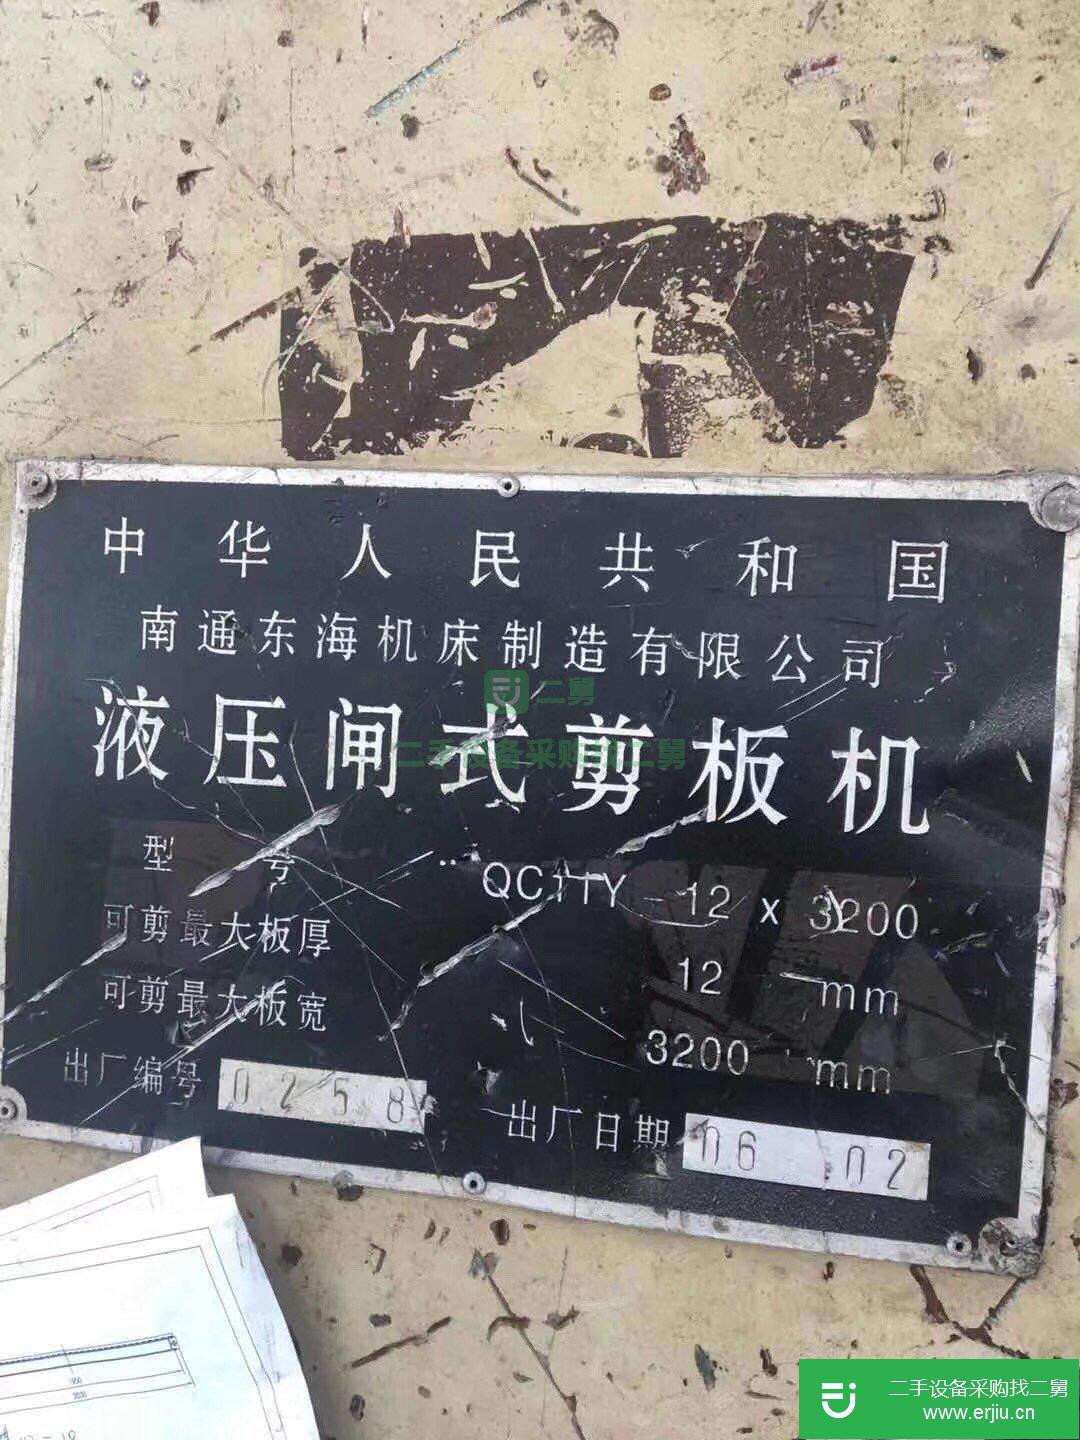 中华人民共和国
南通东海机床制造有限公司
二舅
二手设备采购找二舅
液压闸式剪板机
型号 QC11Y-12x3200
可剪最大板厚 12 mm
可剪最大板宽 3200 mm
出厂编号 0258 出厂日期 06 02
二手设备采购找二舅
www.erjiu.cn